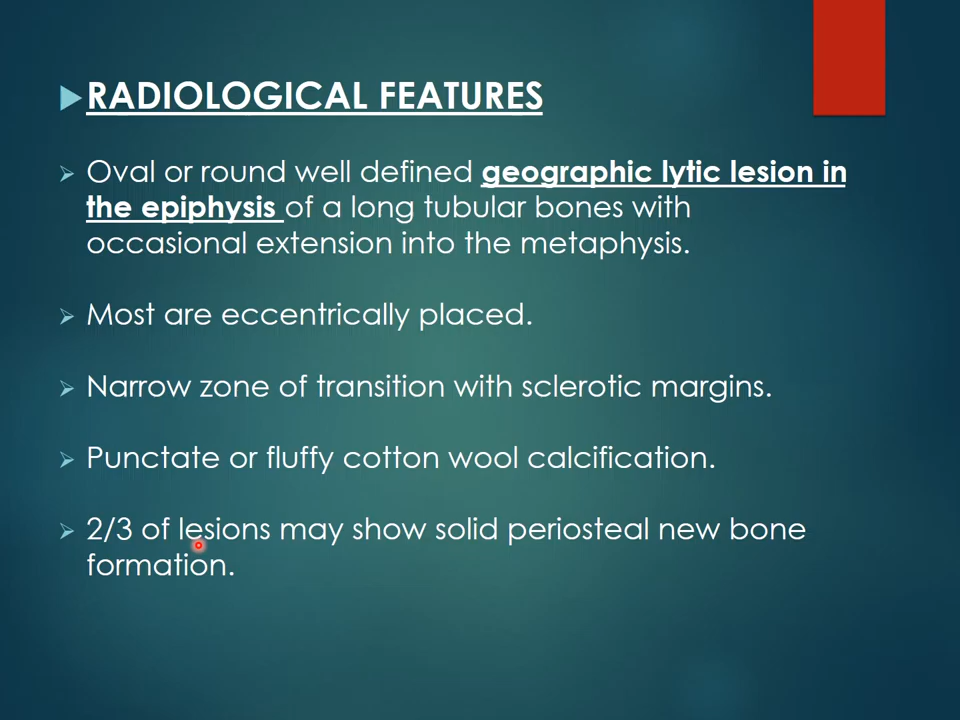 RADIOLOGICAL FEATURES
Oval or round well defined geographic lytic lesion in
the epiphysis of a long tubular bones with
occasional extension into the metaphysis.
Most are eccentrically placed.
Narrow zone of transition with sclerotic margins.
Punctate or fluffy cotton wool calcification.
2/3 of lesions may show solid periosteal new bone
formation.